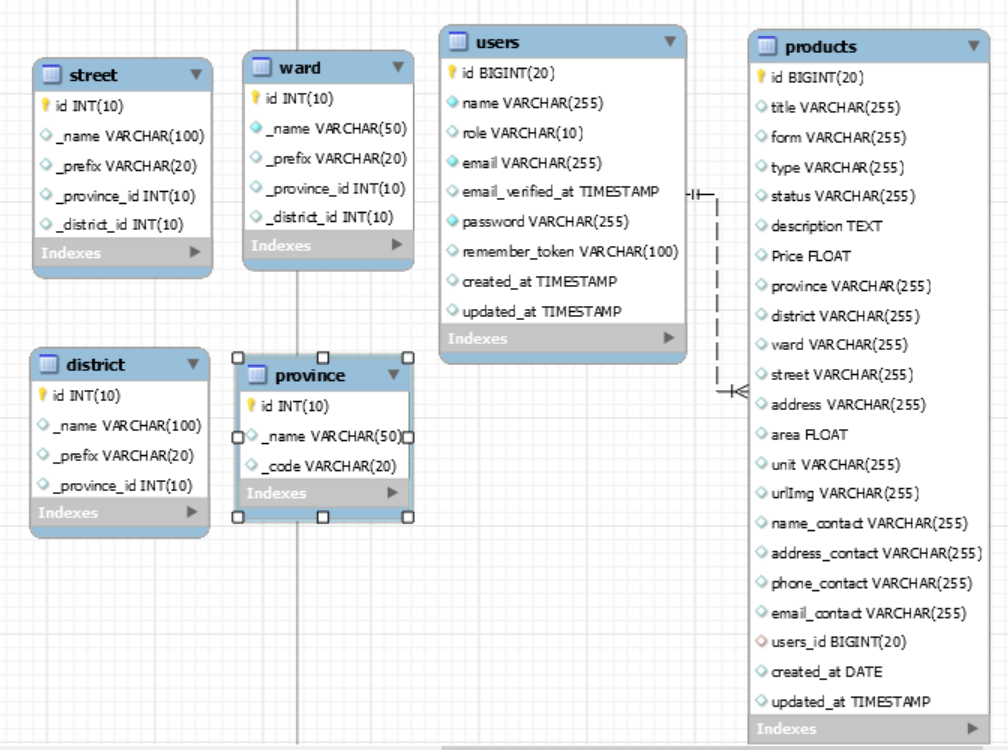 street
id INT(10)
_name VARCHAR(100)
_prefix VARCHAR(20)
_province_id INT(10)
_district_id INT(10)
Indexes
ward
id INT(10)
_name VARCHAR(50)
_prefix VARCHAR(20)
_province_id INT(10)
_district_id INT(10)
Indexes
users
id BIGINT(20)
name VARCHAR(255)
role VARCHAR(10)
email VARCHAR(255)
email_verified_at TIMESTAMP
password VARCHAR(255)
remember_token VARCHAR(100)
created_at TIMESTAMP
updated_at TIMESTAMP
Indexes
products
id BIGINT(20)
title VARCHAR(255)
form VARCHAR(255)
type VARCHAR(255)
status VARCHAR(255)
description TEXT
Price FLOAT
province VARCHAR(255)
district VARCHAR(255)
ward VARCHAR(255)
street VARCHAR(255)
address VARCHAR(255)
area FLOAT
unit VARCHAR(255)
urlImg VARCHAR(255)
name_contact VARCHAR(255)
address_contact VARCHAR(255)
phone_contact VARCHAR(255)
email_contact VARCHAR(255)
users_id BIGINT(20)
created_at DATE
updated_at TIMESTAMP
Indexes
district
id INT(10)
_name VARCHAR(100)
_prefix VARCHAR(20)
_province_id INT(10)
Indexes
province
id INT(10)
_name VARCHAR(50)
_code VARCHAR(20)
Indexes